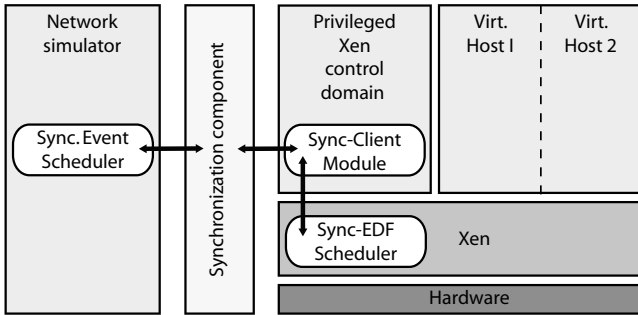 Network
simulator
Sync. Event
Scheduler
Synchronization component
Privileged
Xen
control
domain
Sync-Client
Module
Virt.
Host I
Virt.
Host 2
Sync-EDF
Scheduler
Xen
Hardware